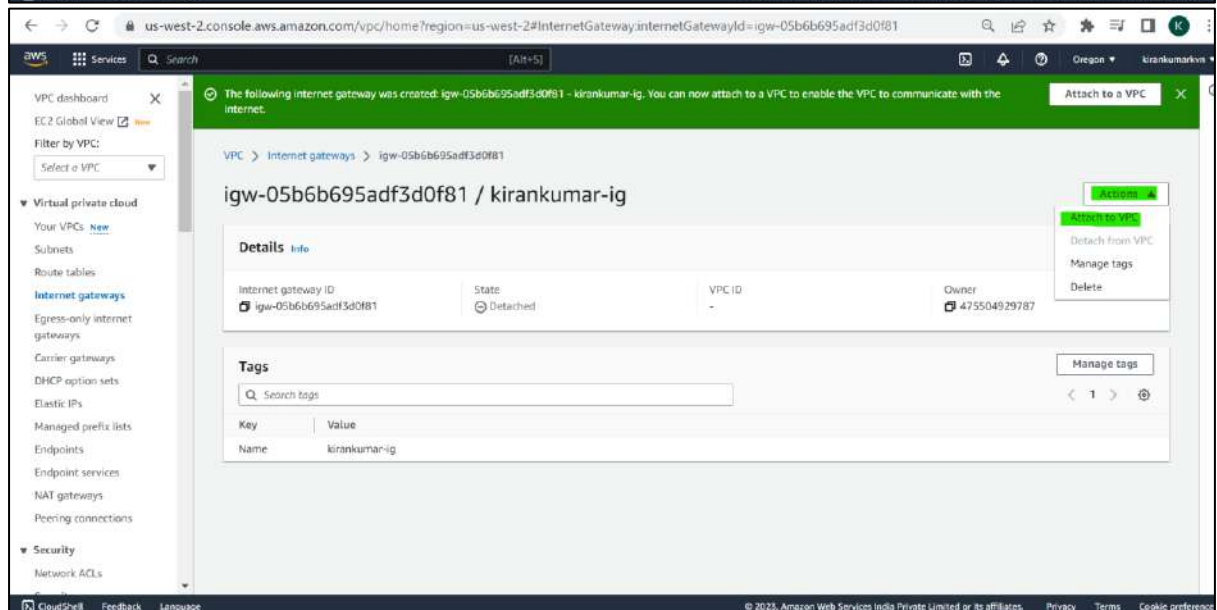 us-west-2.console.aws.amazon.com/vpc/home?region=us-west-2#InternetGateway:internetGatewayId=igw-05b6b695adf3d0f81
K
aws
Services
Search
[Alt+S]
Oregon
kirankumarkvn
VPC dashboard
EC2 Global View
New
Filter by VPC:
Select a VPC
Virtual private cloud
Your VPCs New
Subnets
Route tables
Internet gateways
Egress-only internet
gateways
Carrier gateways
DHCP option sets
Elastic IPs
Managed prefix lists
Endpoints
Endpoint services
NAT gateways
Peering connections
Security
Network ACLs
The following internet gateway was created: igw-05b6b695adf3d0f81 - kirankumar-ig. You can now attach to a VPC to enable the VPC to communicate with the
internet.
Attach to a VPC
VPC > Internet gateways > igw-05b6b695adf3d0f81
igw-05b6b695adf3d0f81 / kirankumar-ig
Actions
Attach to VPC
Detach from VPC
Manage tags
Delete
Details Info
Internet gateway ID
igw-05b6b695adf3d0f81
State
Detached
VPC ID
-
Owner
475504929787
Tags
Manage tags
Search tags
< 1 >
Key Value
Name kirankumar-ig
CloudShell Feedback Language
© 2023, Amazon Web Services India Private Limited or its affiliates. Privacy Terms Cookie preference